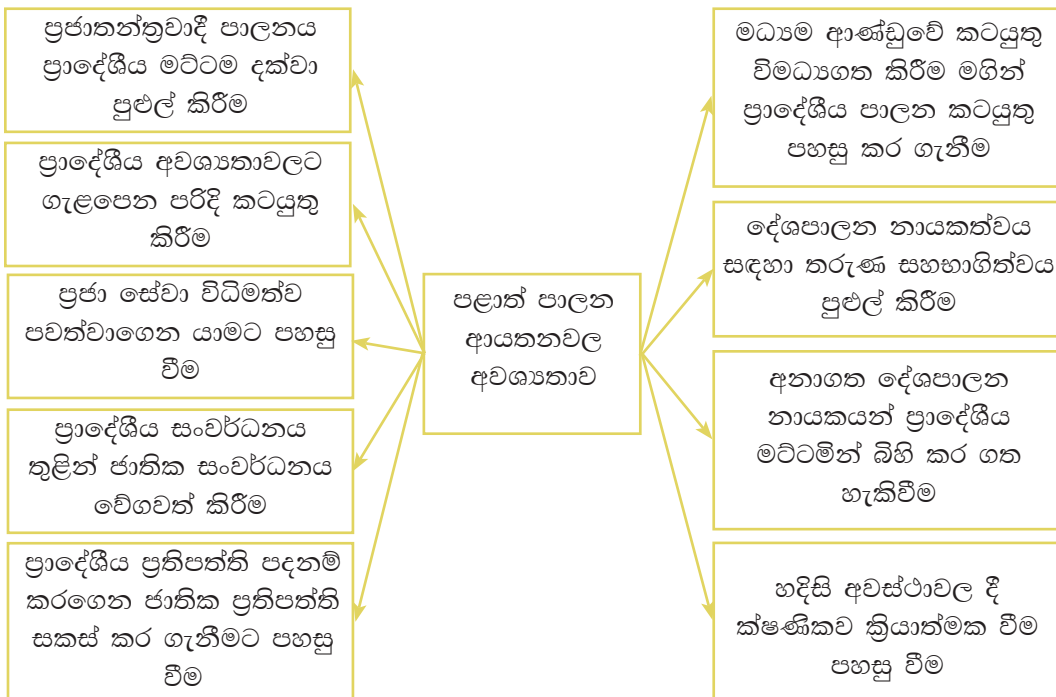 ප්‍රජාතන්ත්‍රවාදී පාලනය
ප්‍රාදේශීය මට්ටම දක්වා
පුළුල් කිරීම
ප්‍රාදේශීය අවශ්‍යතාවලට
ගැළපෙන පරිදි කටයුතු
කිරීම
ප්‍රජා සේවා විධිමත්ව
පවත්වාගෙන යාමට පහසු
වීම
ප්‍රාදේශීය සංවර්ධනය
තුළින් ජාතික සංවර්ධනය
වේගවත් කිරීම
ප්‍රාදේශීය ප්‍රතිපත්ති පදනම්
කරගෙන ජාතික ප්‍රතිපත්ති
සකස් කර ගැනීමට පහසු
වීම
පළාත් පාලන
ආයතනවල
අවශ්‍යතාව
මධ්‍යම ආණ්ඩුවේ කටයුතු
විමධ්‍යගත කිරීම මගින්
ප්‍රාදේශීය පාලන කටයුතු
පහසු කර ගැනීම
දේශපාලන නායකත්වය
සඳහා තරුණ සහභාගිත්වය
පුළුල් කිරීම
අනාගත දේශපාලන
නායකයන් ප්‍රාදේශීය
මට්ටමින් බිහි කර ගත
හැකිවීම
හදිසි අවස්ථාවල දී
ක්ෂණිකව ක්‍රියාත්මක වීම
පහසු වීම